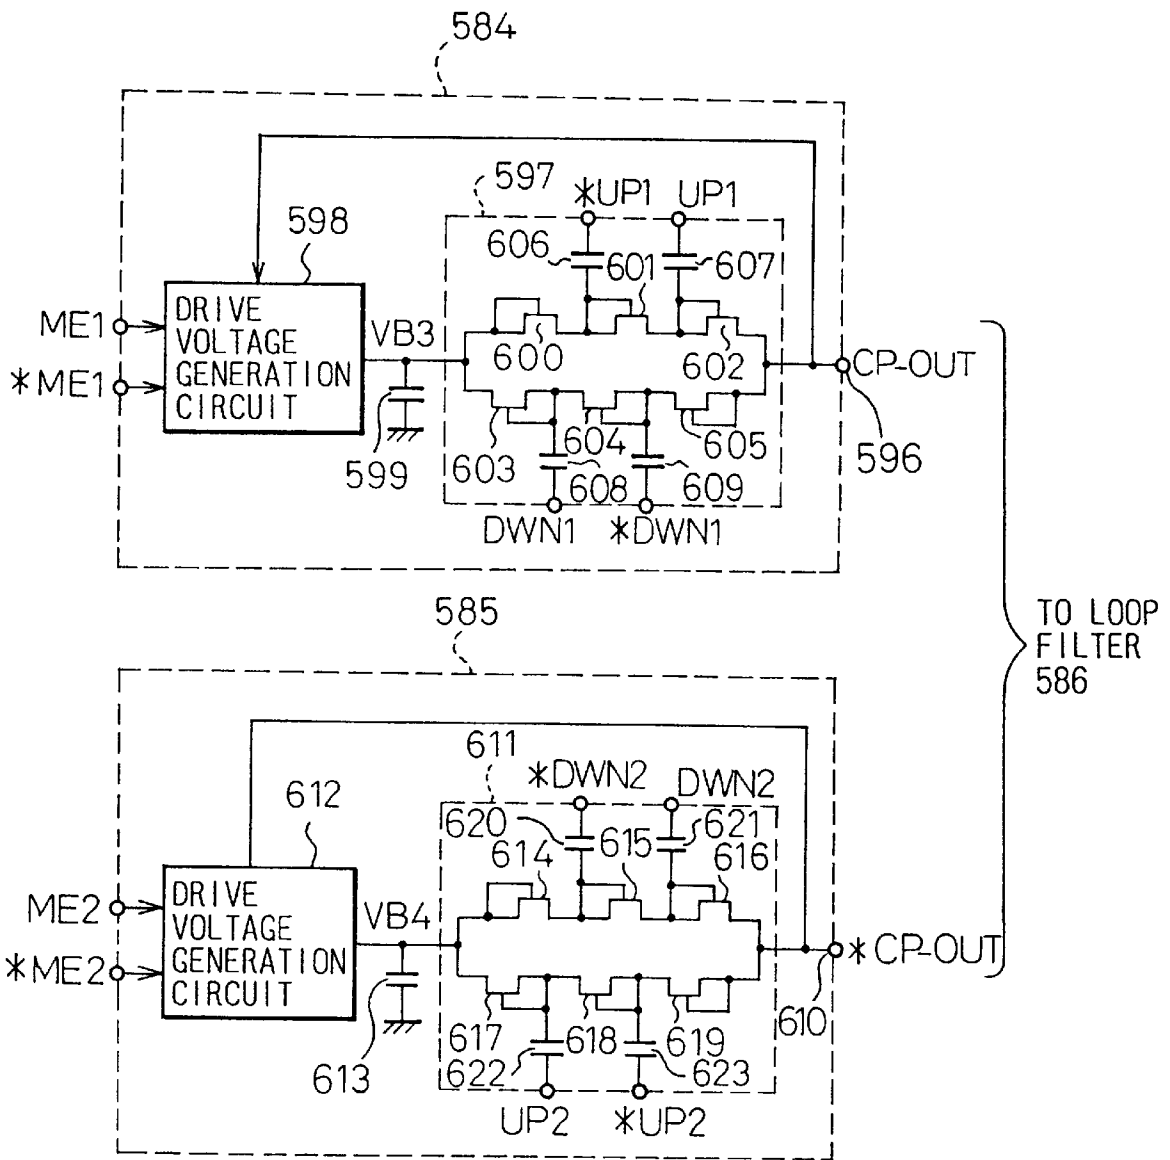 584
597
*UP1 UP1
598
606 601 607
ME1
*ME1
DRIVE
VOLTAGE
GENERATION
CIRCUIT
VB3
600
602
CP-OUT
599
603
604
605
596
608
609
DWN1 *DWN1
TO LOOP
FILTER
586
585
611
*DWN2 DWN2
612
620 615 621
614 616
ME2
*ME2
DRIVE
VOLTAGE
GENERATION
CIRCUIT
VB4
*CP-OUT
610
613
617 618 619
622 623
UP2 *UP2